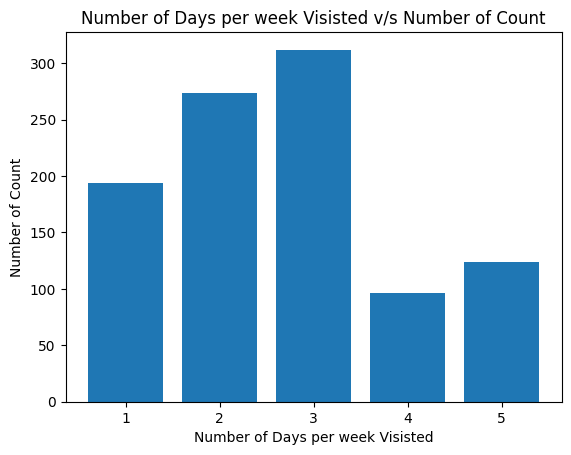 Number of Days per week Visisted v/s Number of Count
300
250
200
150
100
50
0
Number of Count
1 2 3 4 5
Number of Days per week Visisted